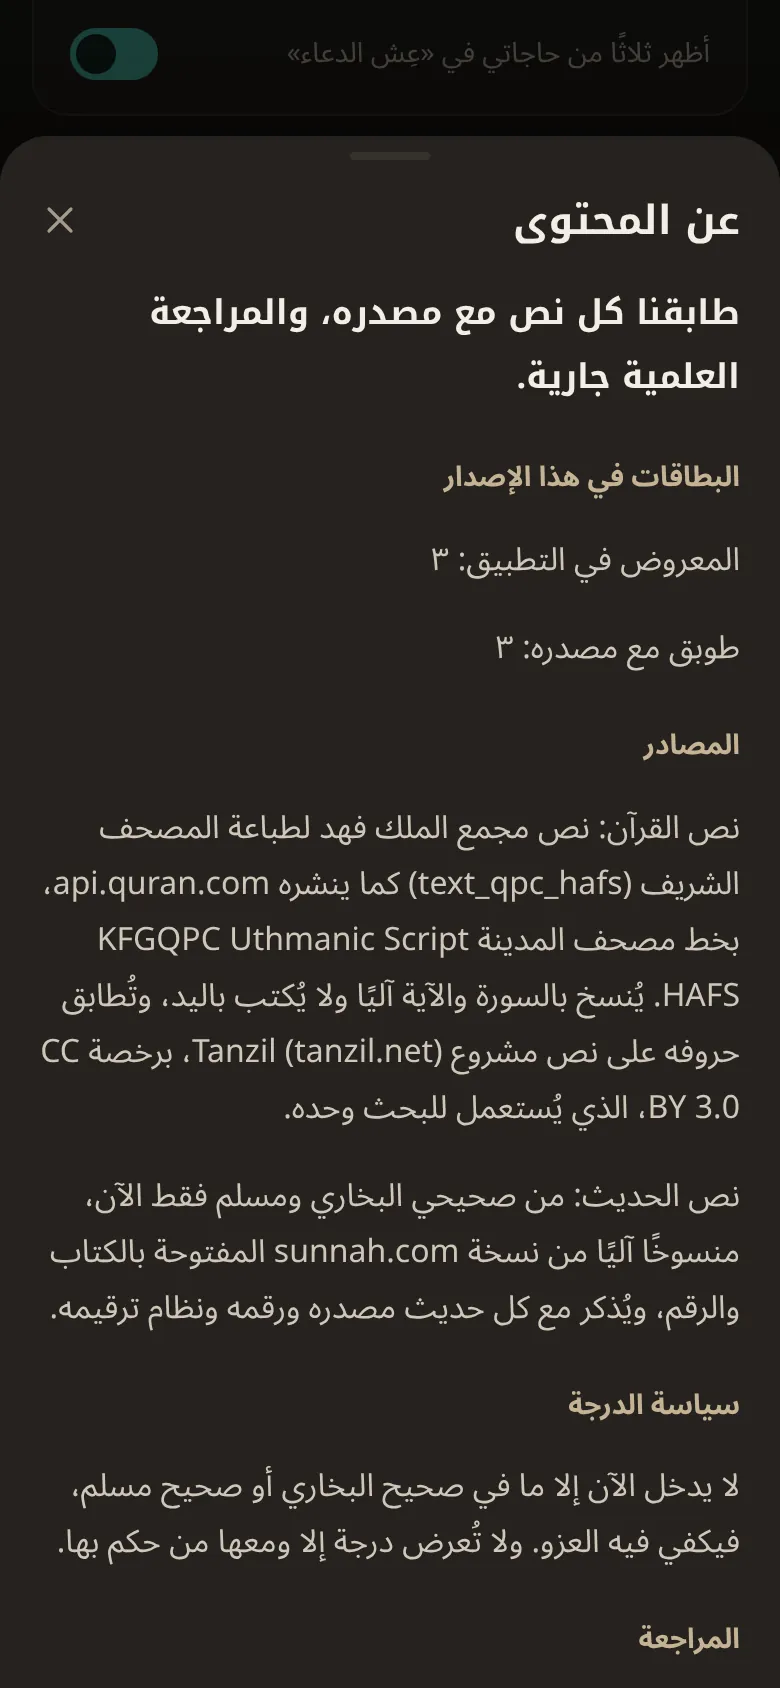 أظهر ثلاثًا من حاجاتي في «عِش الدعاء»
عن المحتوى
طابقنا كل نص مع مصدره، والمراجعة
العلمية جارية.
البطاقات في هذا الإصدار
المعروض في التطبيق: ٣
طوبق مع مصدره: ٣
المصادر
نص القرآن: نص مجمع الملك فهد لطباعة المصحف
الشريف (text_qpc_hafs) كما ينشره api.quran.com،
بخط مصحف المدينة KFGQPC Uthmanic Script
HAFS. يُنسخ بالسورة والآية آليًا ولا يُكتب باليد، وتُطابق
حروفه على نص مشروع Tanzil (tanzil.net)، برخصة CC
BY 3.0، الذي يُستعمل للبحث وحده.
نص الحديث: من صحيحي البخاري ومسلم فقط الآن،
منسوخًا آليًا من نسخة sunnah.com المفتوحة بالكتاب
والرقم، ويُذكر مع كل حديث مصدره ورقمه ونظام ترقيمه.
سياسة الدرجة
لا يدخل الآن إلا ما في صحيح البخاري أو صحيح مسلم،
فيكفي فيه العزو. ولا تُعرض درجة إلا ومعها من حكم بها.
المراجعة